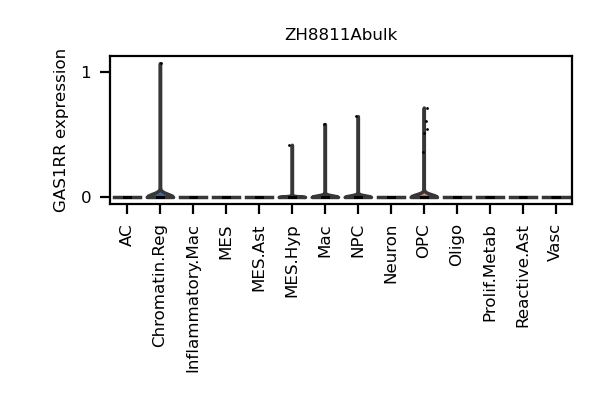 ZH8811Abulk
GAS1RR expression
1
0
AC
Chromatin.Reg
Inflammatory.Mac
MES
MES.Ast
MES.Hyp
Mac
NPC
Neuron
OPC
Oligo
Prolif.Metab
Reactive.Ast
Vasc